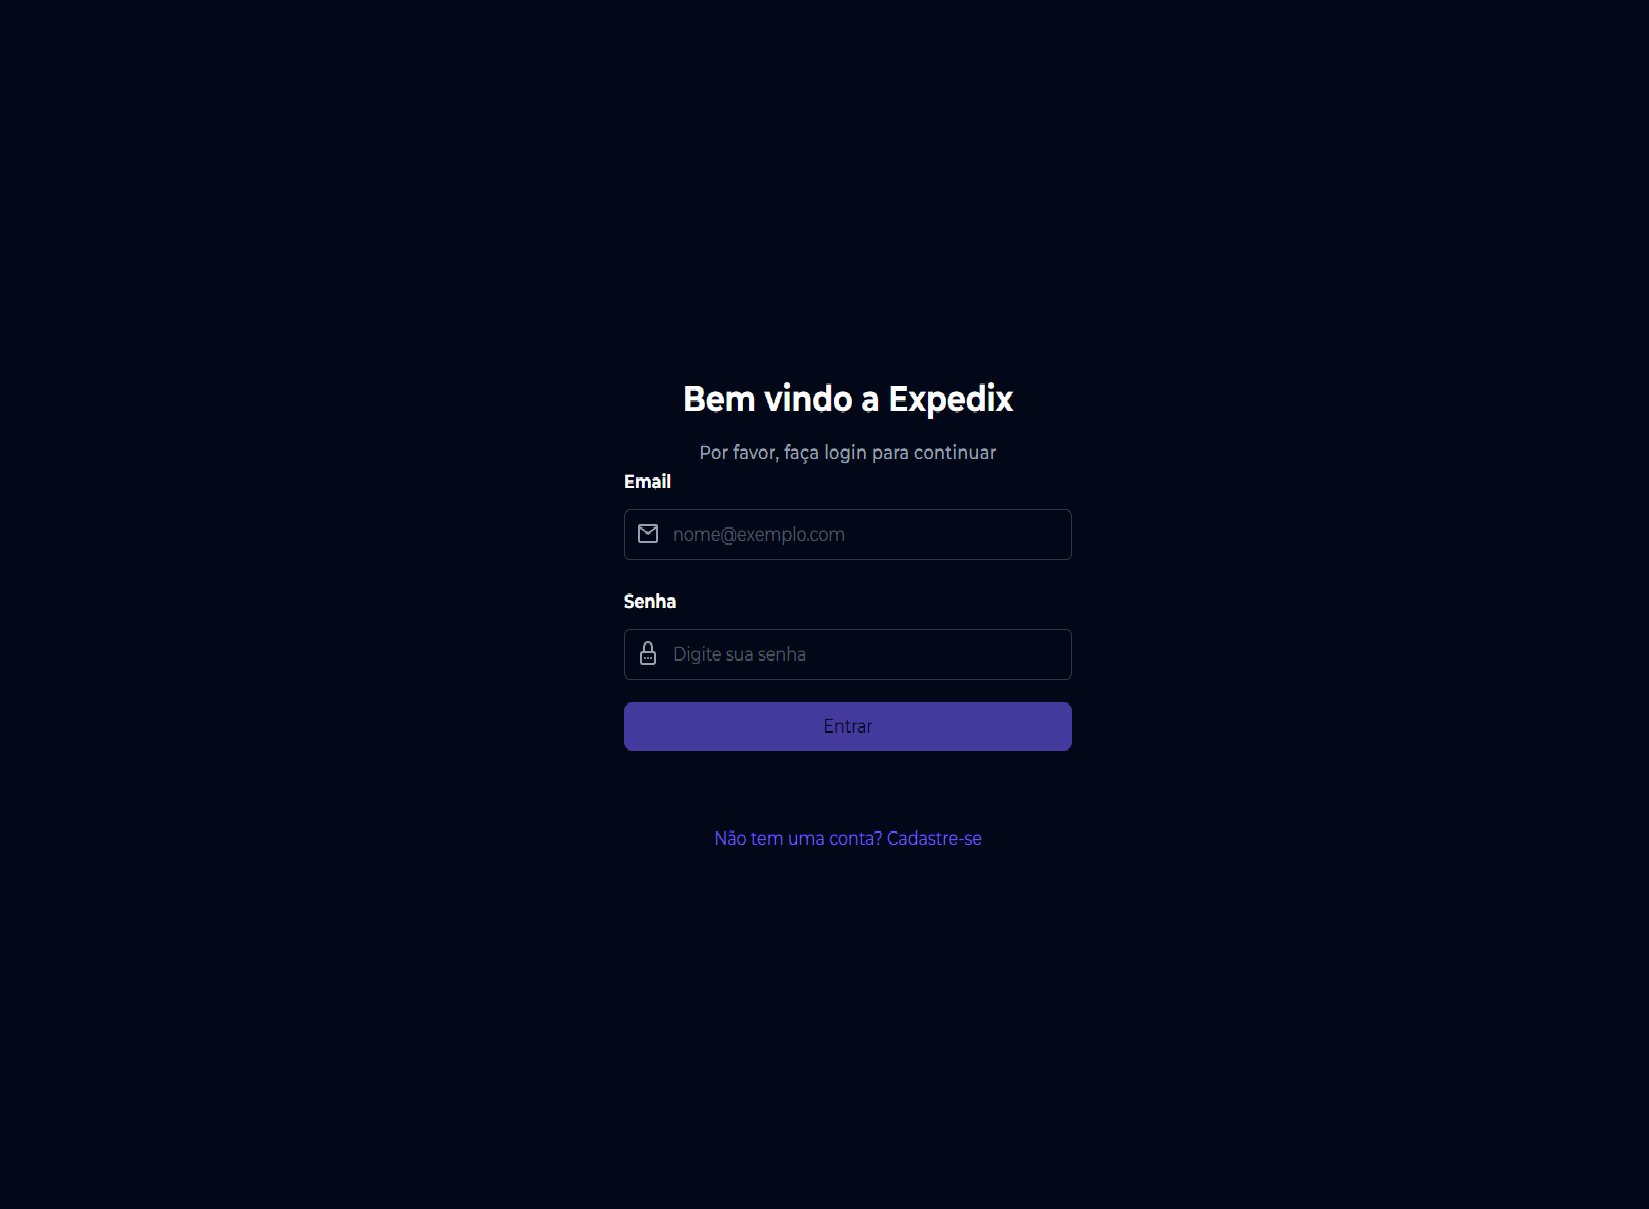 Bem vindo a Expedix
Por favor, faça login para continuar
Email
nome@exemplo.com
Senha
Digite sua senha
Entrar
Não tem uma conta? Cadastre-se